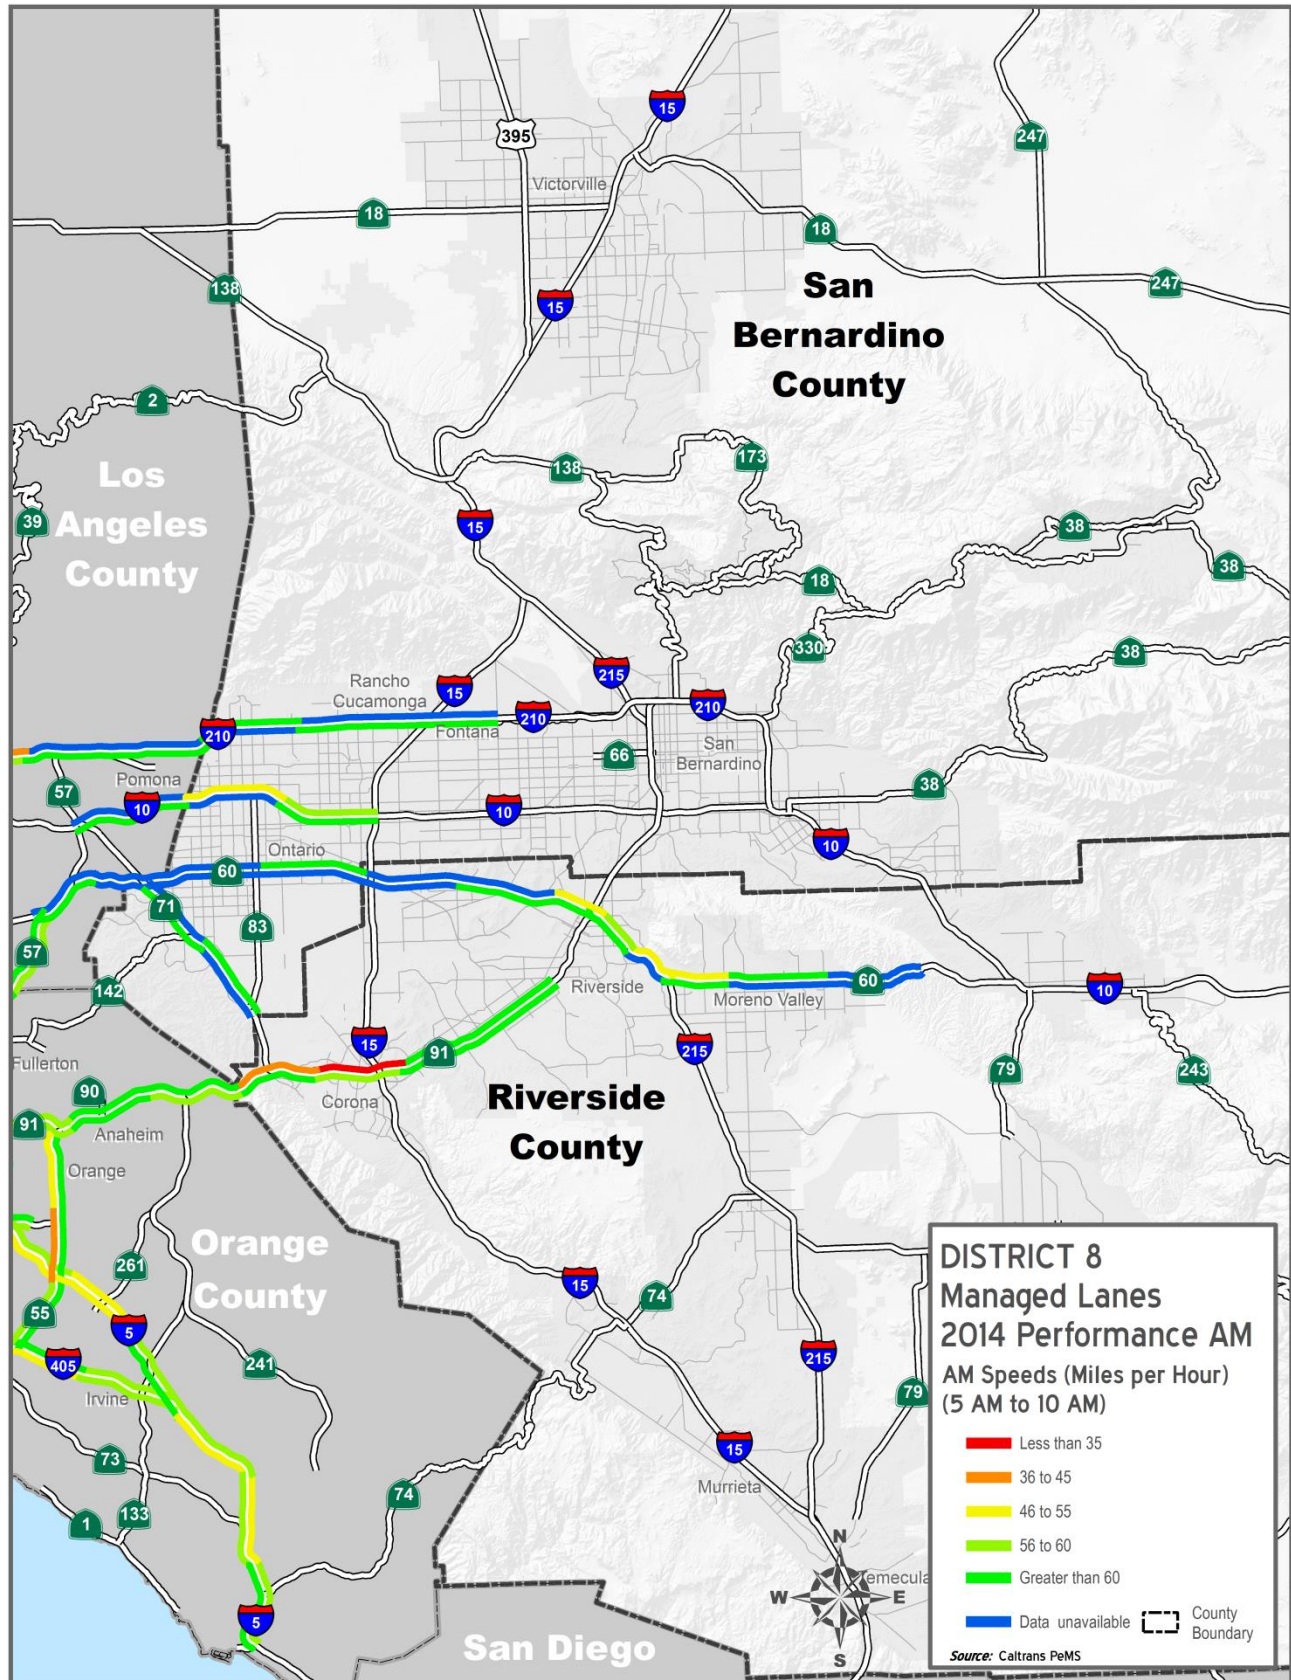 15
395
247
Victorville
18
18
San
Bernardino
County
247
138
15
2
Los
Angeles
County
173
138
39
15
38
18
38
330
38
215
Rancho
Cucamonga
15
210
210
210
Fontana
San
Bernardino
66
Pomona
57
10
10
38
10
Ontario
60
71
83
57
142
Riverside
Moreno Valley
60
10
15
91
215
Fullerton
79
243
90
Corona
Riverside
County
91
Anaheim
Orange
Orange
County
261
15
74
55
5
405
241
215
79
Irvine
73
15
Murrieta
74
133
1
5
San Diego
N
W
E
S
Temecula
DISTRICT 8
Managed Lanes
2014 Performance AM
AM Speeds (Miles per Hour)
(5 AM to 10 AM)
Less than 35
36 to 45
46 to 55
56 to 60
Greater than 60
Data unavailable
County
Boundary
Source: Caltrans PeMS